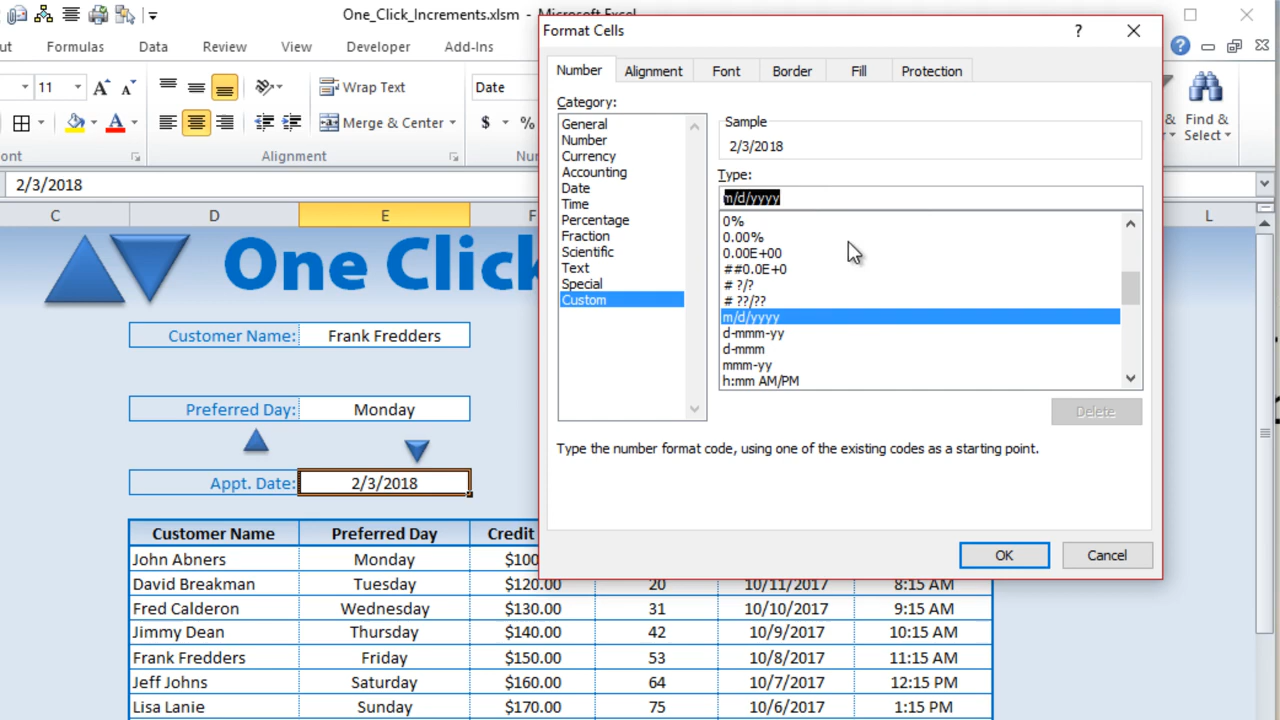 One_Click_Increments.xlsm - Microsoft Excel
Format Cells
Formulas
Data
Review
View
Developer
Add-Ins
Number
Alignment
Font
Border
Fill
Protection
11
A
A
Wrap Text
Date
Merge & Center
$
%
Find &
Select
Alignment
Category:
General
Number
Currency
Accounting
Date
Time
Percentage
Fraction
Scientific
Text
Special
Custom
Sample
2/3/2018
Type:
m/d/yyyy
0%
0.00%
0.00E+00
##0.0E+0
# ?/?
# ??/??
m/d/yyyy
d-mmm-yy
d-mmm
mmm-yy
h:mm AM/PM
Delete
Type the number format code, using one of the existing codes as a starting point.
OK
Cancel
2/3/2018
C D E F L
One Click
Customer Name: Frank Fredders
Preferred Day: Monday
Appt. Date: 2/3/2018
Customer Name Preferred Day Credit
John Abners Monday $100
David Breakman Tuesday $120.00 20 10/11/2017 8:15 AM
Fred Calderon Wednesday $130.00 31 10/10/2017 9:15 AM
Jimmy Dean Thursday $140.00 42 10/9/2017 10:15 AM
Frank Fredders Friday $150.00 53 10/8/2017 11:15 AM
Jeff Johns Saturday $160.00 64 10/7/2017 12:15 PM
Lisa Lanie Sunday $170.00 75 10/6/2017 1:15 PM